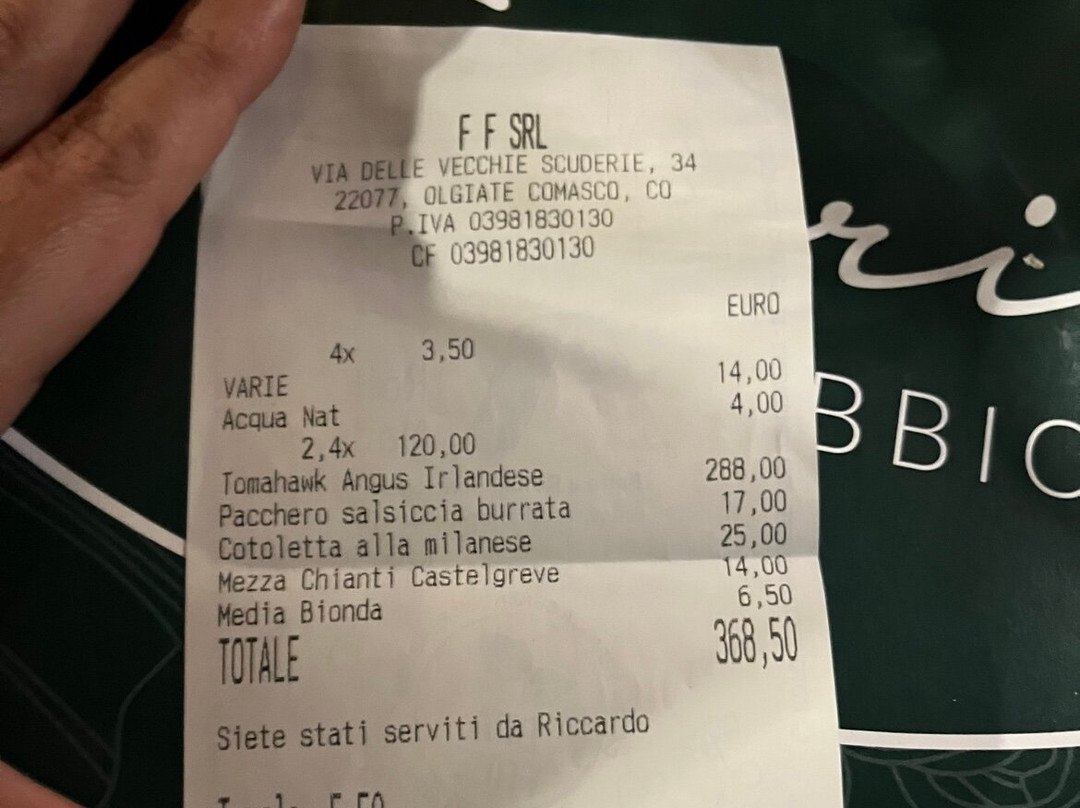 F F SRL
VIA DELLE VECCHIE SCUDERIE, 34
22077, OLGIATE COMASCO, CO
P.IVA 03981830130
CF 03981830130
EURO
4x 3,50
VARIE 14,00
Acqua Nat 4,00
2,4x 120,00
Tomahawk Angus Irlandese 288,00
Pacchero salsiccia burrata 17,00
Cotoletta alla milanese 25,00
Mezza Chianti Castelgreve 14,00
Media Bionda 6,50
TOTALE 368,50
Siete stati serviti da Riccardo
ri
BBIO